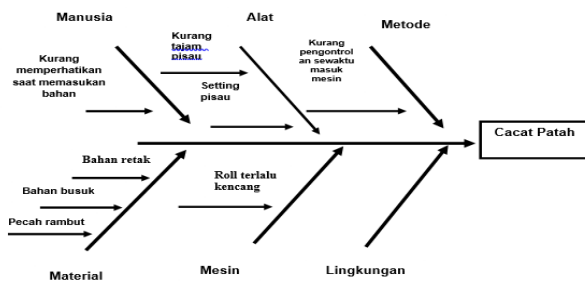 Manusia
Alat
Metode
Kurang
memperhatikan
saat memasukan
bahan
Kurang
tajam
pisau
Setting
pisau
Kurang
pengontrol
an sewaktu
masuk
mesin
Cacat Patah
Bahan retak
Bahan busuk
Pecah rambut
Roll terlalu
kencang
Material
Mesin
Lingkungan